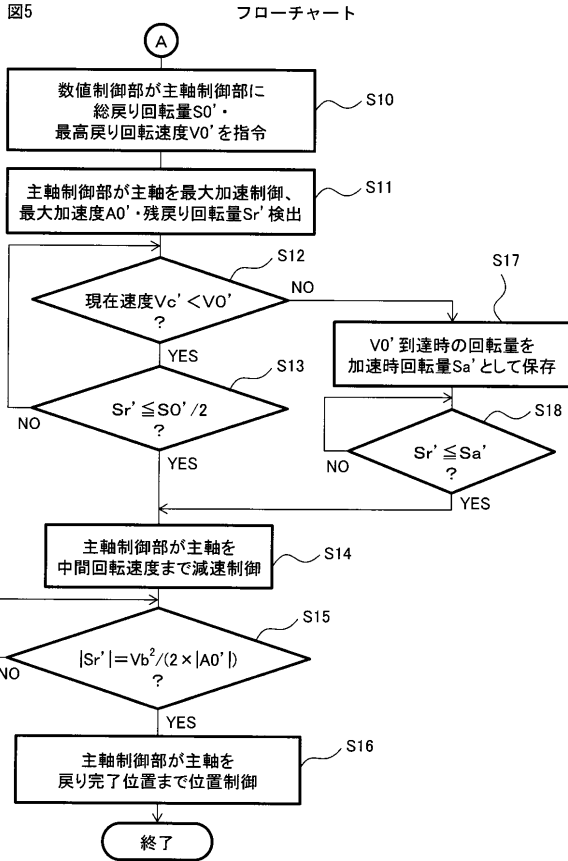 図5
フローチャート
A
数値制御部が主軸制御部に
総戻り回転量S0'・
最高戻り回転速度V0'を指令
S10
主軸制御部が主軸を最大加速制御、
最大加速度A0'・残戻り回転量Sr'検出
S11
現在速度Vc'<V0'
?
S12
NO
YES
Sr'≦S0'/2
?
S13
NO
YES
V0'到達時の回転量を
加速時回転量Sa'として保存
S17
Sr'≦Sa'
?
S18
NO
YES
主軸制御部が主軸を
中間回転速度まで減速制御
S14
|Sr'|=Vb²/(2×|A0'|)
?
S15
NO
YES
主軸制御部が主軸を
戻り完了位置まで位置制御
S16
終了